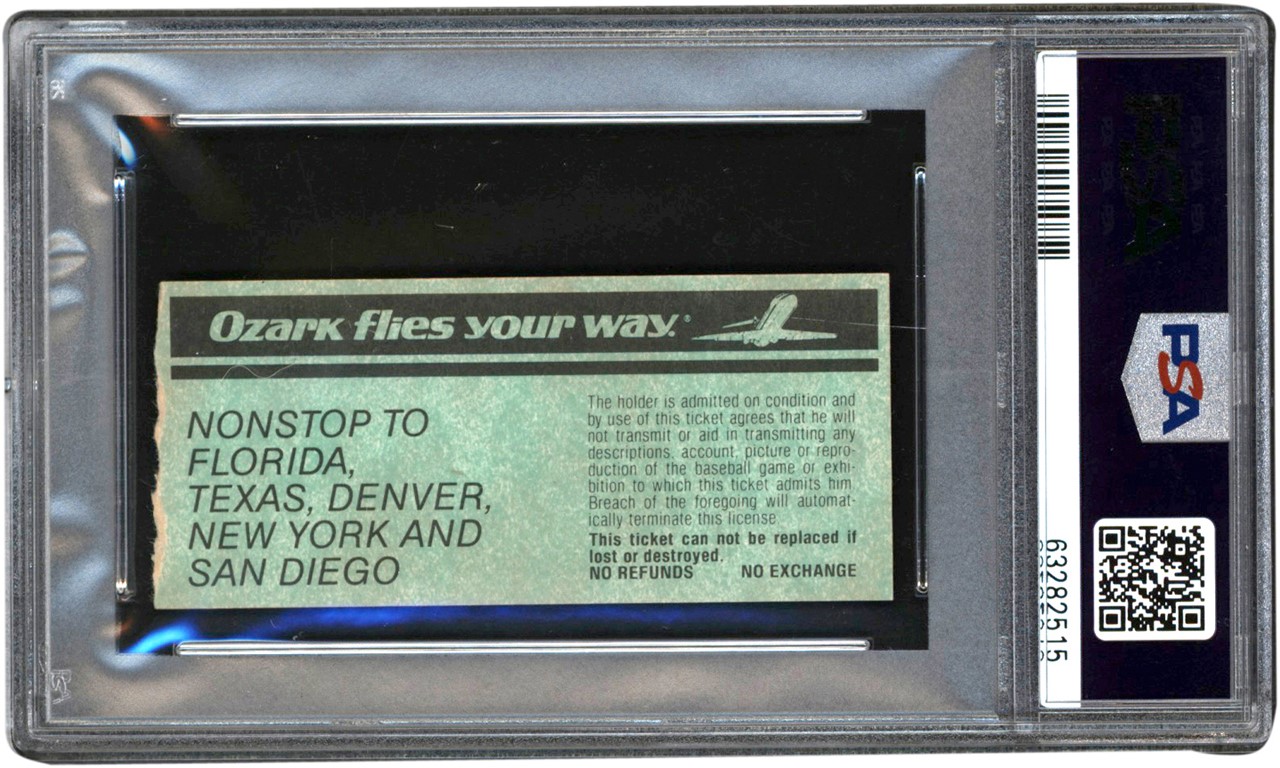 Ozark flies your way.®
NONSTOP TO
FLORIDA,
TEXAS, DENVER,
NEW YORK AND
SAN DIEGO
The holder is admitted on condition and
by use of this ticket agrees that he will
not transmit or aid in transmitting any
descriptions, account, picture or repro-
duction of the baseball game or exhi-
bition to which this ticket admits him.
Breach of the foregoing will automat-
ically terminate this license
This ticket can not be replaced if
lost or destroyed.
NO REFUNDS NO EXCHANGE
PSA
PSA
63282515